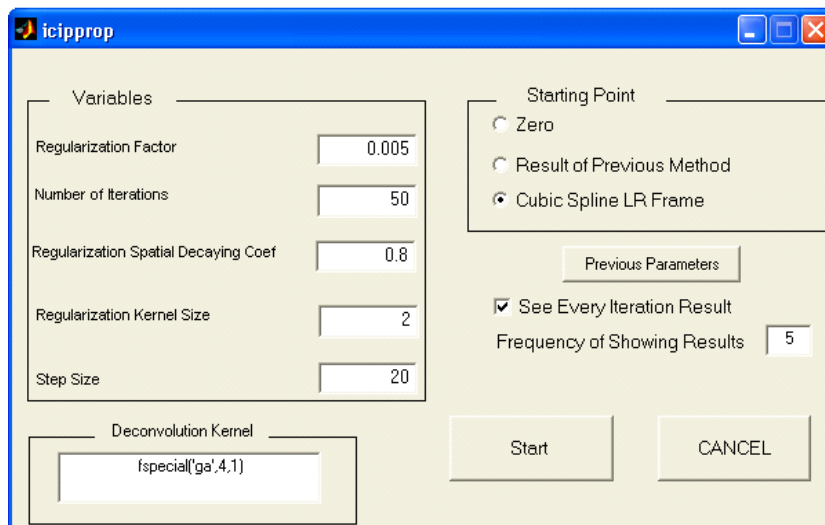 icipprop
Variables
Regularization Factor
0.005
Number of Iterations
50
Regularization Spatial Decaying Coef
0.8
Regularization Kernel Size
2
Step Size
20
Deconvolution Kernel
fspecial('ga',4,1)
Starting Point
Zero
Result of Previous Method
Cubic Spline LR Frame
Previous Parameters
See Every Iteration Result
Frequency of Showing Results
5
Start
CANCEL